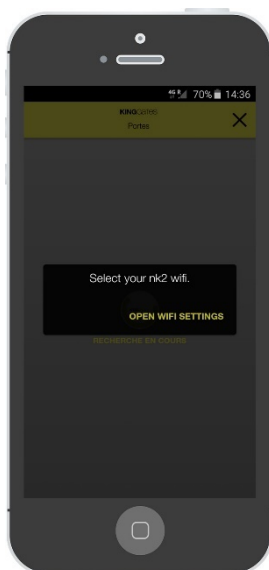 4G 70% 14:36
KINGGates
Portes
Select your nk2 wifi.
OPEN WIFI SETTINGS
RECHERCHE EN COURS